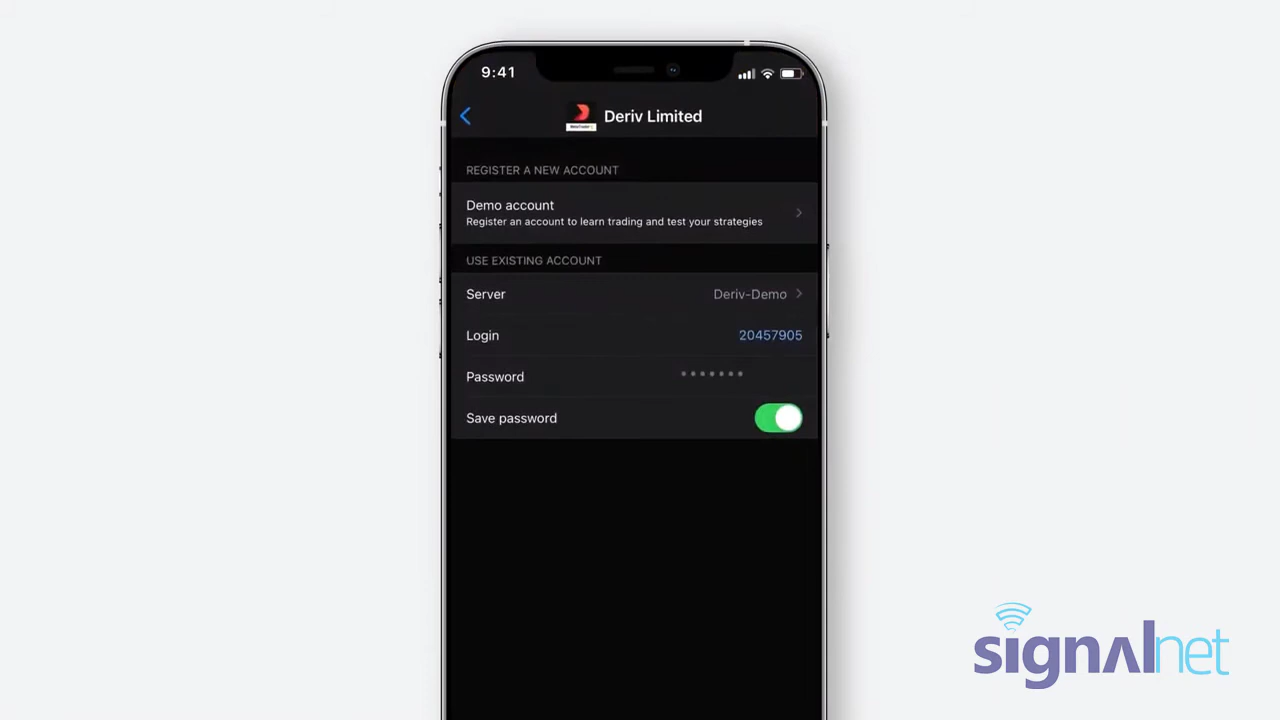 9:41
Deriv Limited
REGISTER A NEW ACCOUNT
Demo account
Register an account to learn trading and test your strategies
USE EXISTING ACCOUNT
Server Deriv-Demo
Login 20457905
Password •••••••
Save password
signalnet